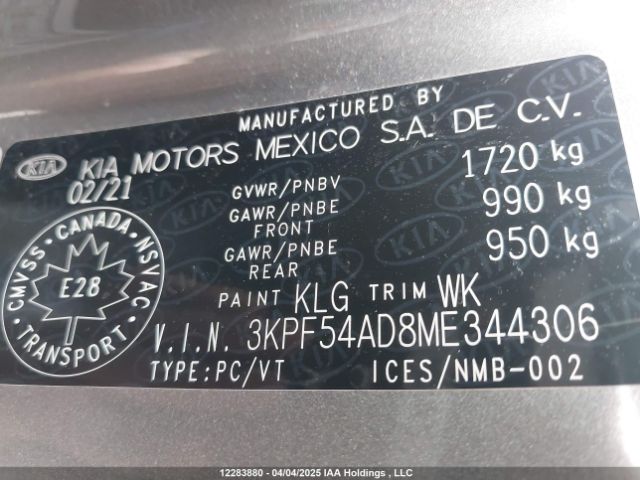 MANUFACTURED BY
KIA KIA MOTORS MEXICO S.A. DE C.V.
02/21 GVWR/PNBV 1720 kg
GAWR/PNBE FRONT 990 kg
GAWR/PNBE REAR 950 kg
CMVSS · CANADA · NSVAC
E28
TRANSPORT
PAINT KLG TRIM WK
V.I.N. 3KPF54AD8ME344306
TYPE:PC/VT ICES/NMB-002
12283880 - 04/04/2025 IAA Holdings, LLC